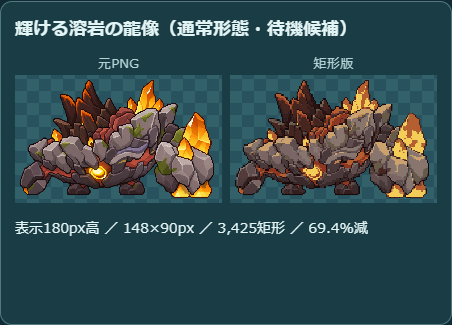 輝ける溶岩の龍像（通常形態・待機候補）
元PNG
矩形版
表示180px高 ／ 148×90px ／ 3,425矩形 ／ 69.4%減